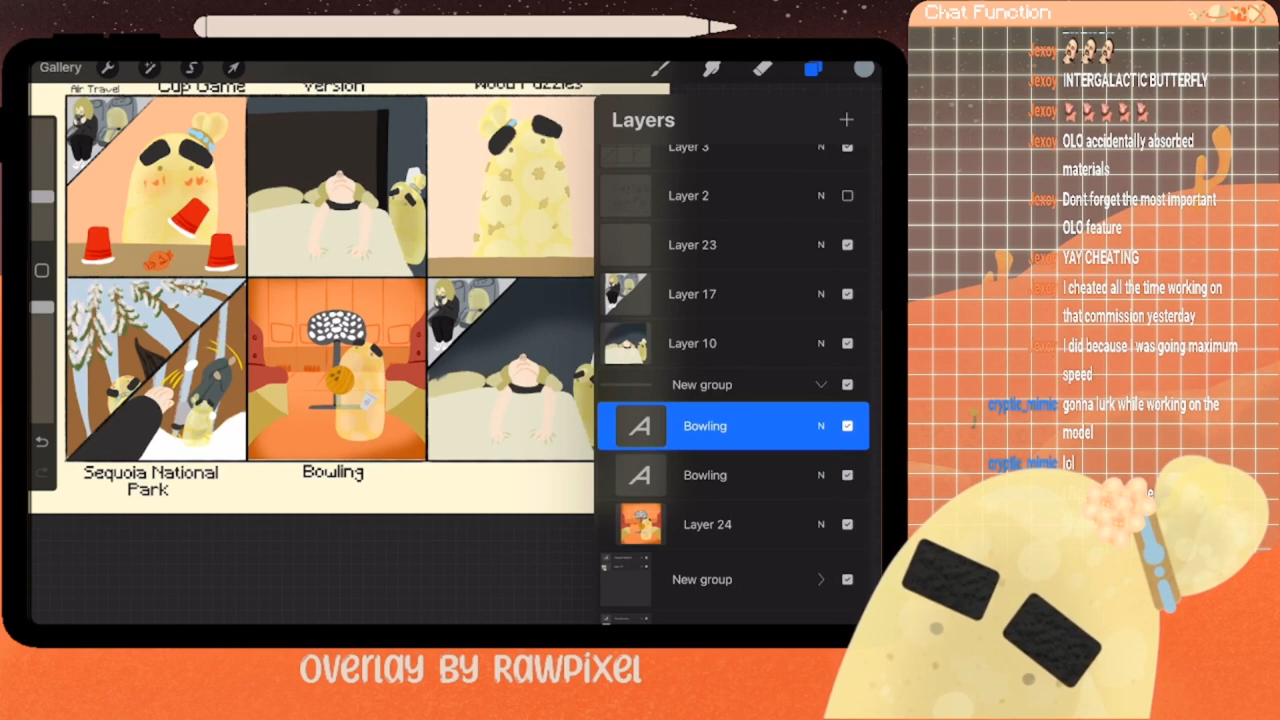 Gallery
Air Travel
Cup Game
Version
Wood Puzzles
Sequoia National
Park
Bowling
Layers
Layer 3 N
Layer 2 N
Layer 23 N
Layer 17 N
Layer 10 N
New group
Bowling N
Bowling N
Layer 24 N
New group
Chat Function
Jexoy
Jexoy INTERGALACTIC BUTTERFLY
Jexoy
Jexoy OLO accidentally absorbed
materials
Jexoy Dont forget the most important
OLO feature
Jexoy YAY CHEATING
Jexoy I cheated all the time working on
that commission yesterday
Jexoy I did because I was going maximum
speed
cryptic_mimic gonna lurk while working on the
model
cryptic_mimic lol
Overlay by Rawpixel